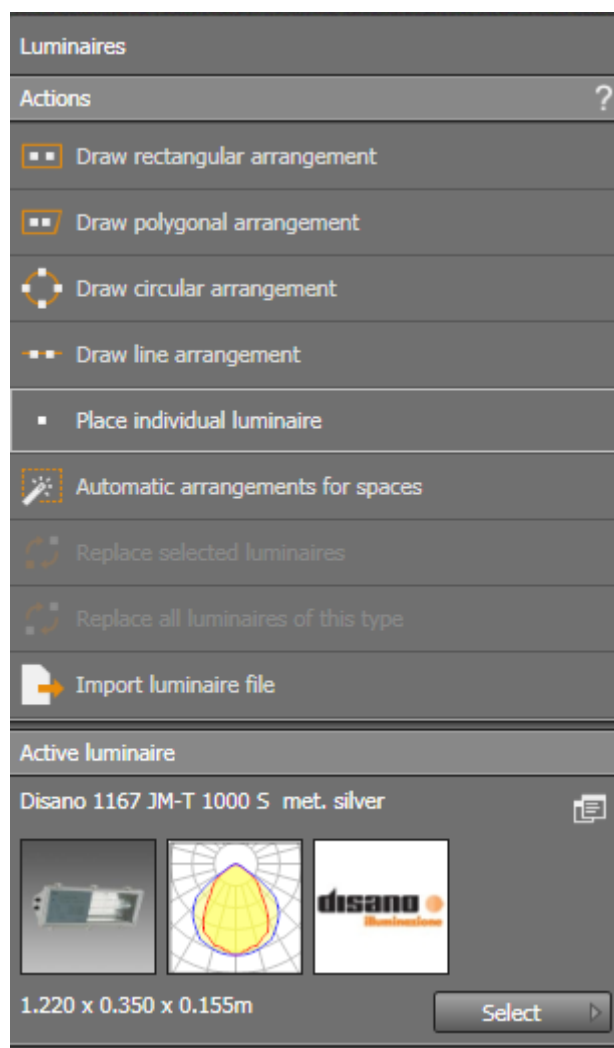 Luminaires
Actions ?
Draw rectangular arrangement
Draw polygonal arrangement
Draw circular arrangement
Draw line arrangement
Place individual luminaire
Automatic arrangements for spaces
Replace selected luminaires
Replace all luminaires of this type
Import luminaire file
Active luminaire
Disano 1167 JM-T 1000 S met. silver
disano
illuminazione
1.220 x 0.350 x 0.155m
Select